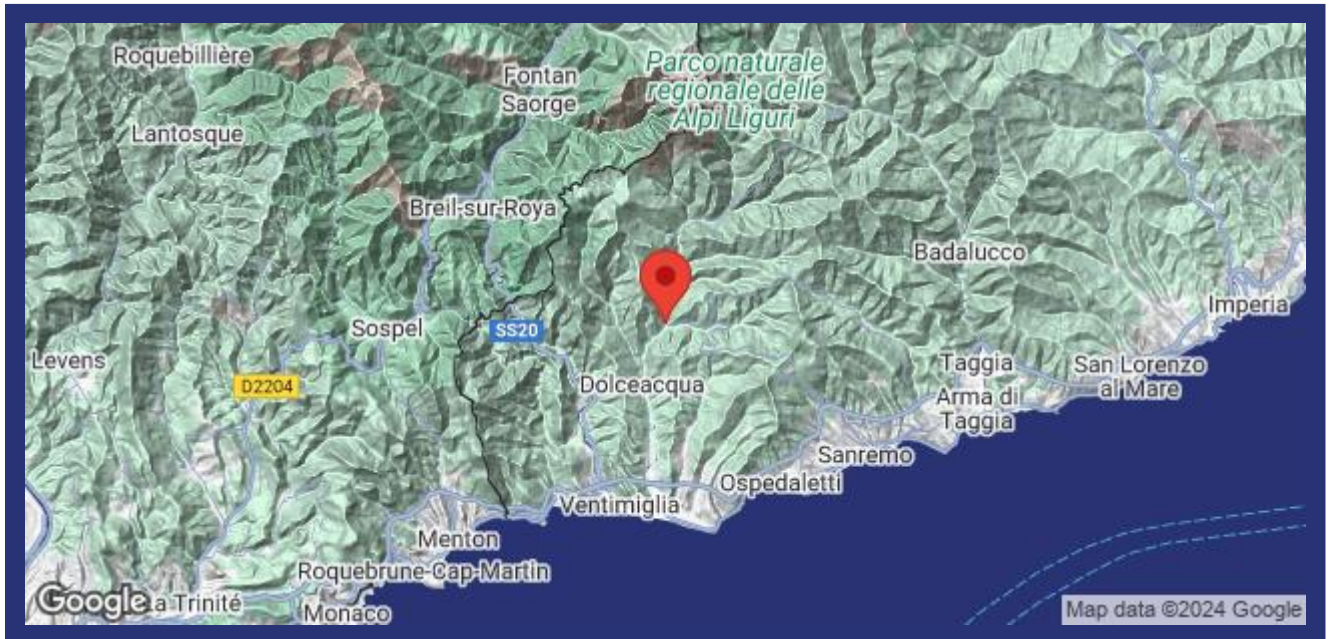 Roquebillière
Fontan
Saorge
Parco naturale
regionale delle
Alpi Liguri
Lantosque
Breil-sur-Roya
Badalucco
Imperia
Sospel
SS20
Levens
D2204
Dolceacqua
Taggia
San Lorenzo
al Mare
Arma di
Taggia
Sanremo
Ospedaletti
Ventimiglia
Menton
Roquebrune-Cap-Martin
Google
La Trinité
Monaco
Map data ©2024 Google